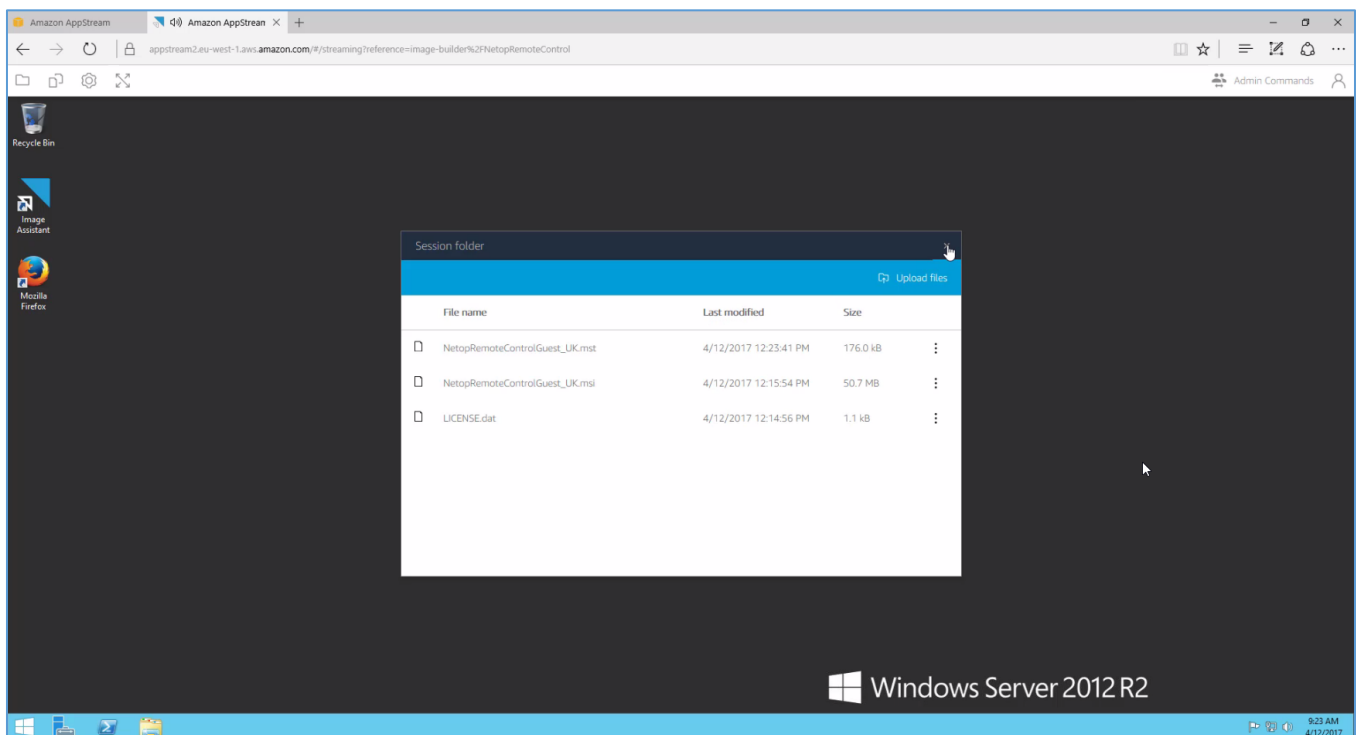 Amazon AppStream
Amazon AppStrean
appstream2.eu-west-1.aws.amazon.com/#/streaming?reference=image-builder%2FNetopRemoteControl
Admin Commands
Recycle Bin
Image
Assistant
Mozilla
Firefox
Session folder
Upload files
File name Last modified Size
NetopRemoteControlGuest_UK.mst 4/12/2017 12:23:41 PM 176.0 kB
NetopRemoteControlGuest_UK.msi 4/12/2017 12:15:54 PM 50.7 MB
LICENSE.dat 4/12/2017 12:14:56 PM 1.1 kB
Windows Server 2012 R2
9:23 AM
4/12/2017